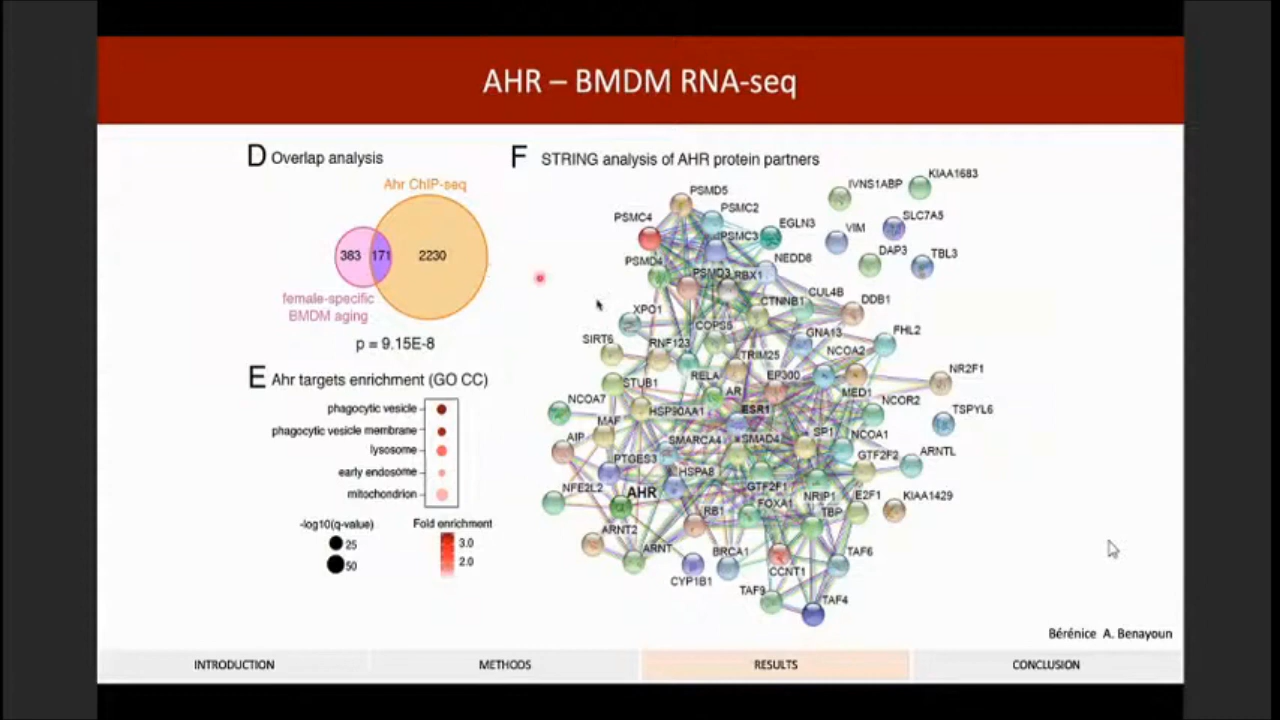 AHR – BMDM RNA-seq
D Overlap analysis
Ahr ChIP-seq
383 171 2230
female-specific
BMDM aging
p = 9.15E-8
E Ahr targets enrichment (GO CC)
phagocytic vesicle
phagocytic vesicle membrane
lysosome
early endosome
mitochondrion
-log10(q-value)
25
50
Fold enrichment
3.0
2.0
F STRING analysis of AHR protein partners
KIAA1683
IVNS1ABP
PSMD5
PSMC2
PSMC4
SLC7A5
EGLN3
VIM
PSMC3
DAP3
TBL3
NEDD8
PSMD4
PSMD3
RBX1
CUL4B
CTNNB1
DDB1
XPO1
COPS5
GNA13
FHL2
SIRT6
RNF123
TRIM25
NCOA2
NR2F1
RELA
EP300
STUB1
AR
MED1
NCOA7
NCOR2
TSPYL6
HSP90AA1
ESR1
MAF
SP1
NCOA1
SMARCA4
SMAD4
AIP
ARNTL
PTGES3
GTF2F2
HSPA8
NFE2L2
AHR
GTF2F1
NRIP1
E2F1
KIAA1429
FOXA1
RB1
TBP
ARNT2
ARNT
BRCA1
TAF6
CCNT1
CYP1B1
TAF9
TAF4
Bérénice A. Benayoun
INTRODUCTION METHODS RESULTS CONCLUSION